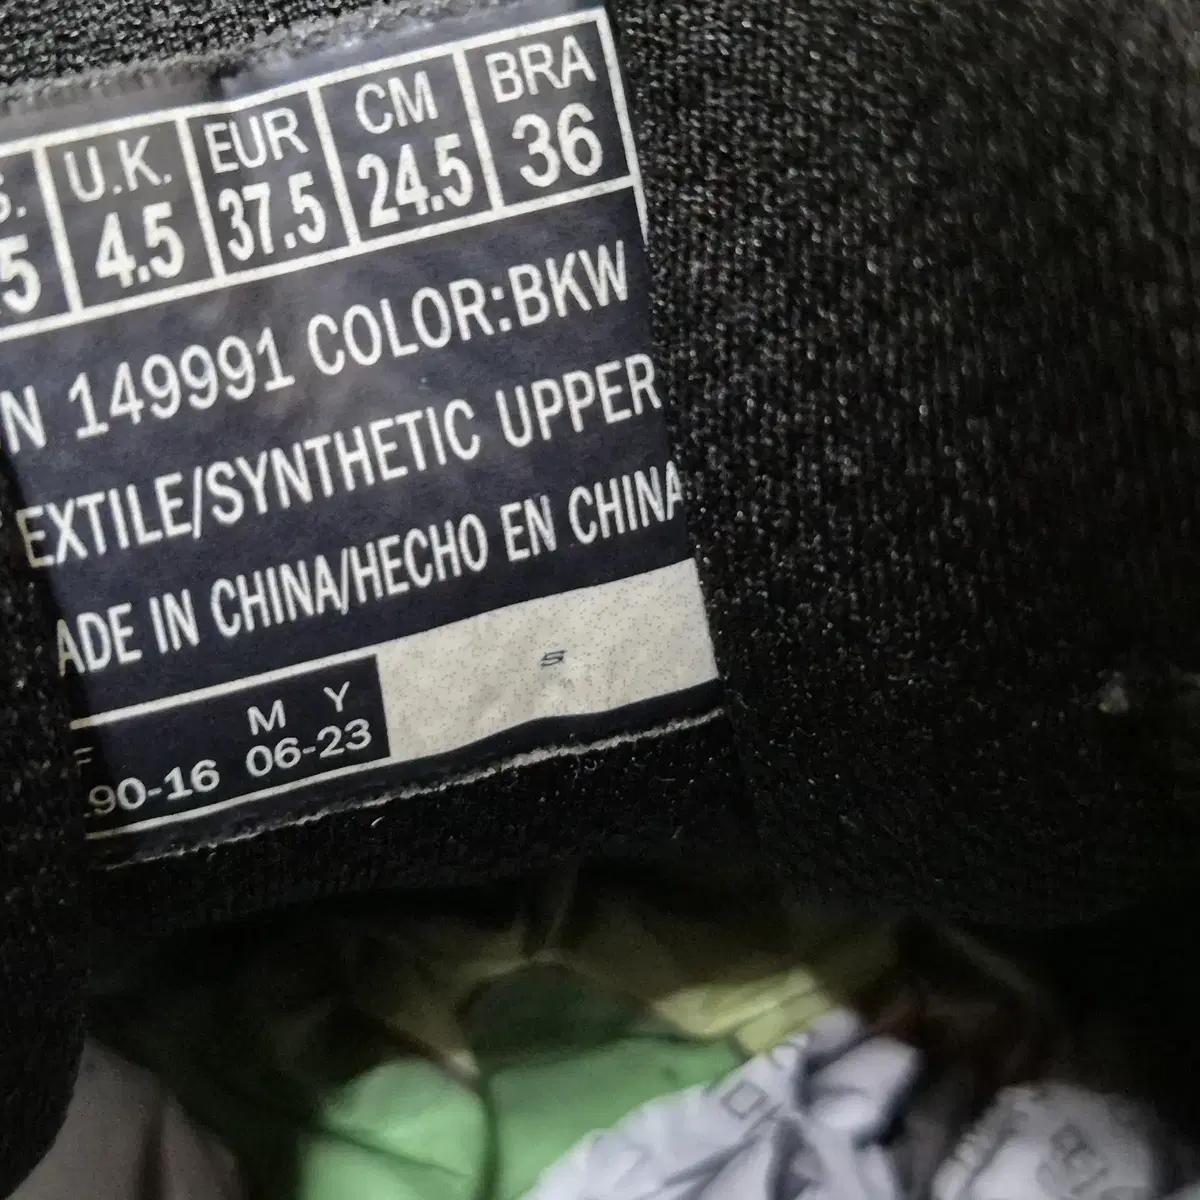 S. U.K. EUR CM BRA
.5 4.5 37.5 24.5 36
N 149991 COLOR:BKW
EXTILE/SYNTHETIC UPPER
ADE IN CHINA/HECHO EN CHINA
M Y
90-16 06-23
S